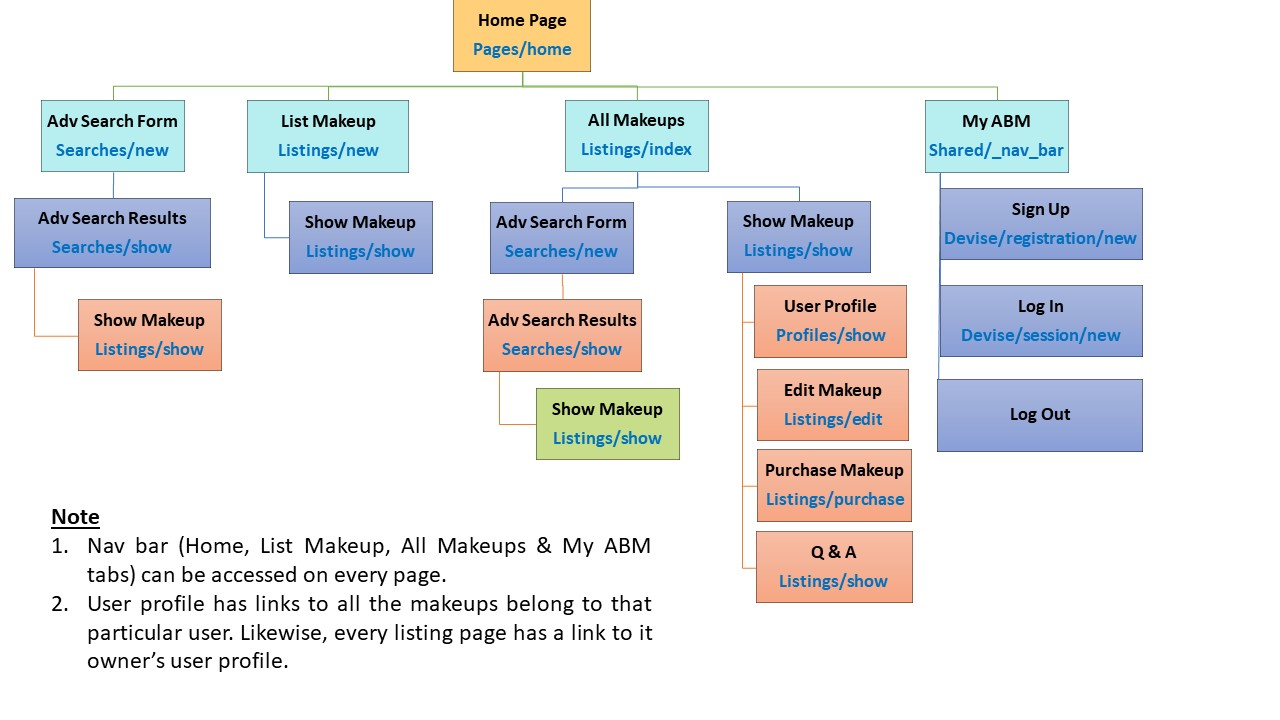 Home Page
Pages/home
Adv Search Form
Searches/new
List Makeup
Listings/new
All Makeups
Listings/index
My ABM
Shared/_nav_bar
Adv Search Results
Searches/show
Show Makeup
Listings/show
Adv Search Form
Searches/new
Show Makeup
Listings/show
Sign Up
Devise/registration/new
Show Makeup
Listings/show
Adv Search Results
Searches/show
User Profile
Profiles/show
Log In
Devise/session/new
Show Makeup
Listings/show
Edit Makeup
Listings/edit
Log Out
Purchase Makeup
Listings/purchase
Q & A
Listings/show
Note
1. Nav bar (Home, List Makeup, All Makeups & My ABM
tabs) can be accessed on every page.
2. User profile has links to all the makeups belong to that
particular user. Likewise, every listing page has a link to it
owner’s user profile.